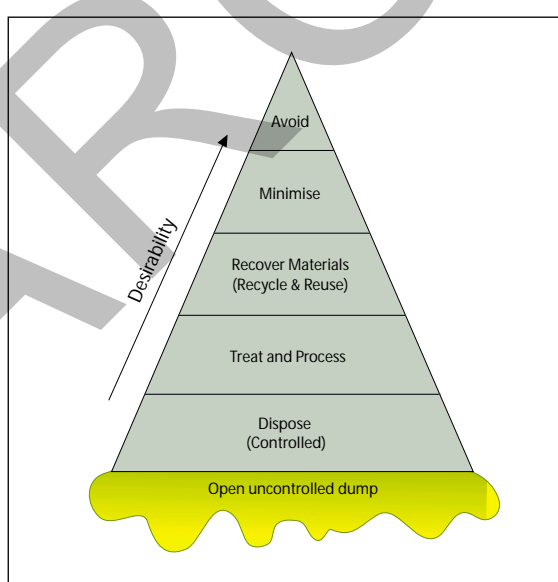 Avoid
Minimise
Desirability
Recover Materials
(Recycle & Reuse)
Treat and Process
Dispose
(Controlled)
Open uncontrolled dump